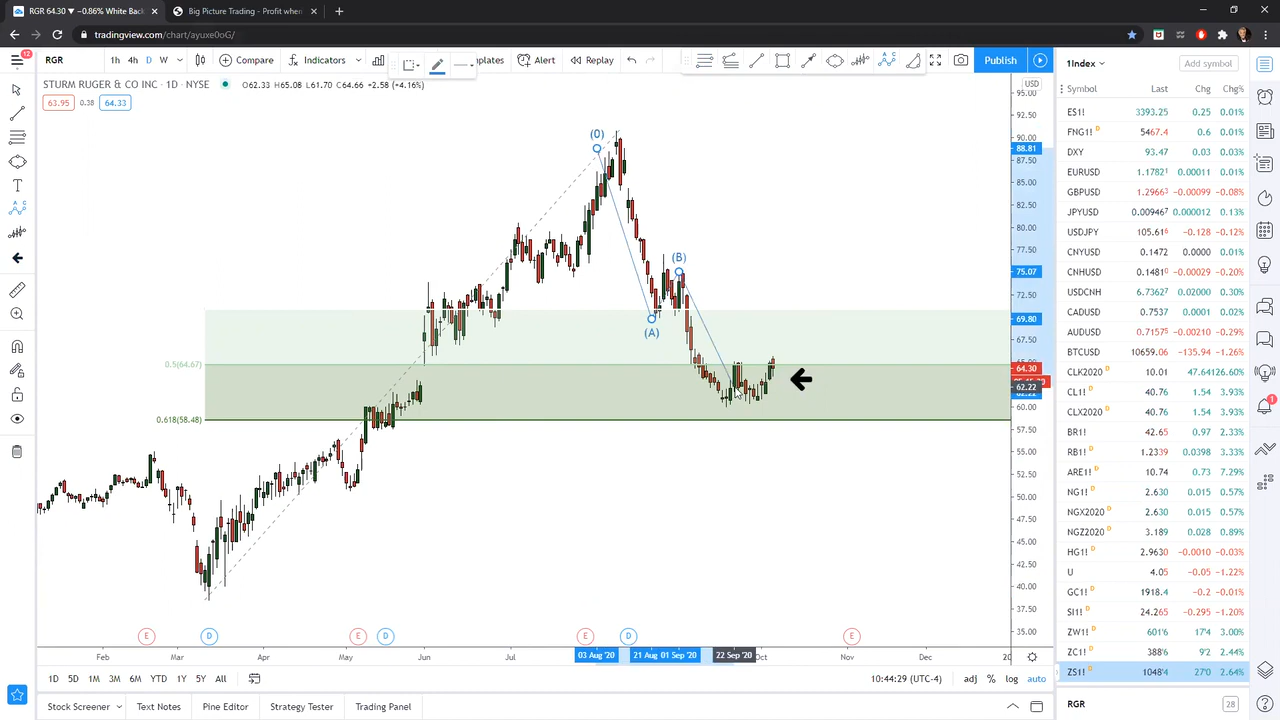 RGR 64.30 ▼ −0.86% White Back
Big Picture Trading - Profit when
tradingview.com/chart/ayuxe0oG/
12
RGR
1h 4h D W
Compare
Indicators
plates
Alert
Replay
Publish
1Index
Add symbol
STURM RUGER & CO INC · 1D · NYSE
O62.33 H65.08 L61.75 C64.66 +2.58 (+4.16%)
63.95 0.38 64.33
USD
Symbol Last Chg Chg%
ES1! 3393.25 0.25 0.01%
FNG1! D 5467.4 0.6 0.01%
DXY 93.47 0.03 0.03%
EURUSD 1.17821 0.00011 0.01%
GBPUSD 1.29663 -0.00099 -0.08%
JPYUSD 0.009467 0.000012 0.13%
USDJPY 105.616 -0.128 -0.12%
CNYUSD 0.1472 0.0000 0.01%
CNHUSD 0.14810 -0.00029 -0.20%
USDCNH 6.73627 0.02000 0.30%
CADUSD 0.7537 0.0001 0.02%
AUDUSD 0.71575 -0.00210 -0.29%
BTCUSD 10659.06 -135.94 -1.26%
CLK2020 D 10.01 47.64126.60%
CL1! D 40.76 1.54 3.93%
CLX2020 D 40.76 1.54 3.93%
BR1! D 42.65 0.97 2.33%
RB1! D 1.2339 0.0398 3.33%
ARE1! D 10.74 0.73 7.29%
NG1! D 2.630 0.015 0.57%
NGX2020 D 2.630 0.015 0.57%
NGZ2020 D 3.189 0.028 0.89%
HG1! D 2.9630 -0.0010 -0.03%
U 4.05 -0.05 -1.22%
GC1! D 1918.4 -0.2 -0.01%
SI1! D 24.265 -0.295 -1.20%
ZW1! D 601'6 17'4 3.00%
ZC1! D 388'6 9'2 2.44%
ZS1! D 1048'4 27'0 2.64%
RGR 28
1
95.00
92.50
90.00
88.81
87.50
85.00
82.50
80.00
77.50
75.07
72.50
69.80
67.50
64.30
62.22
60.00
57.50
55.00
52.50
50.00
47.50
45.00
42.50
40.00
37.50
35.00
(0)
(B)
(A)
0.5(64.67)
0.618(58.48)
E D E D E D E
Feb Mar Apr May Jun Jul 03 Aug '20 21 Aug 01 Sep '20 22 Sep '20 Oct Nov Dec
1D 5D 1M 3M 6M YTD 1Y 5Y All
10:44:29 (UTC-4) adj % log auto
Stock Screener Text Notes Pine Editor Strategy Tester Trading Panel